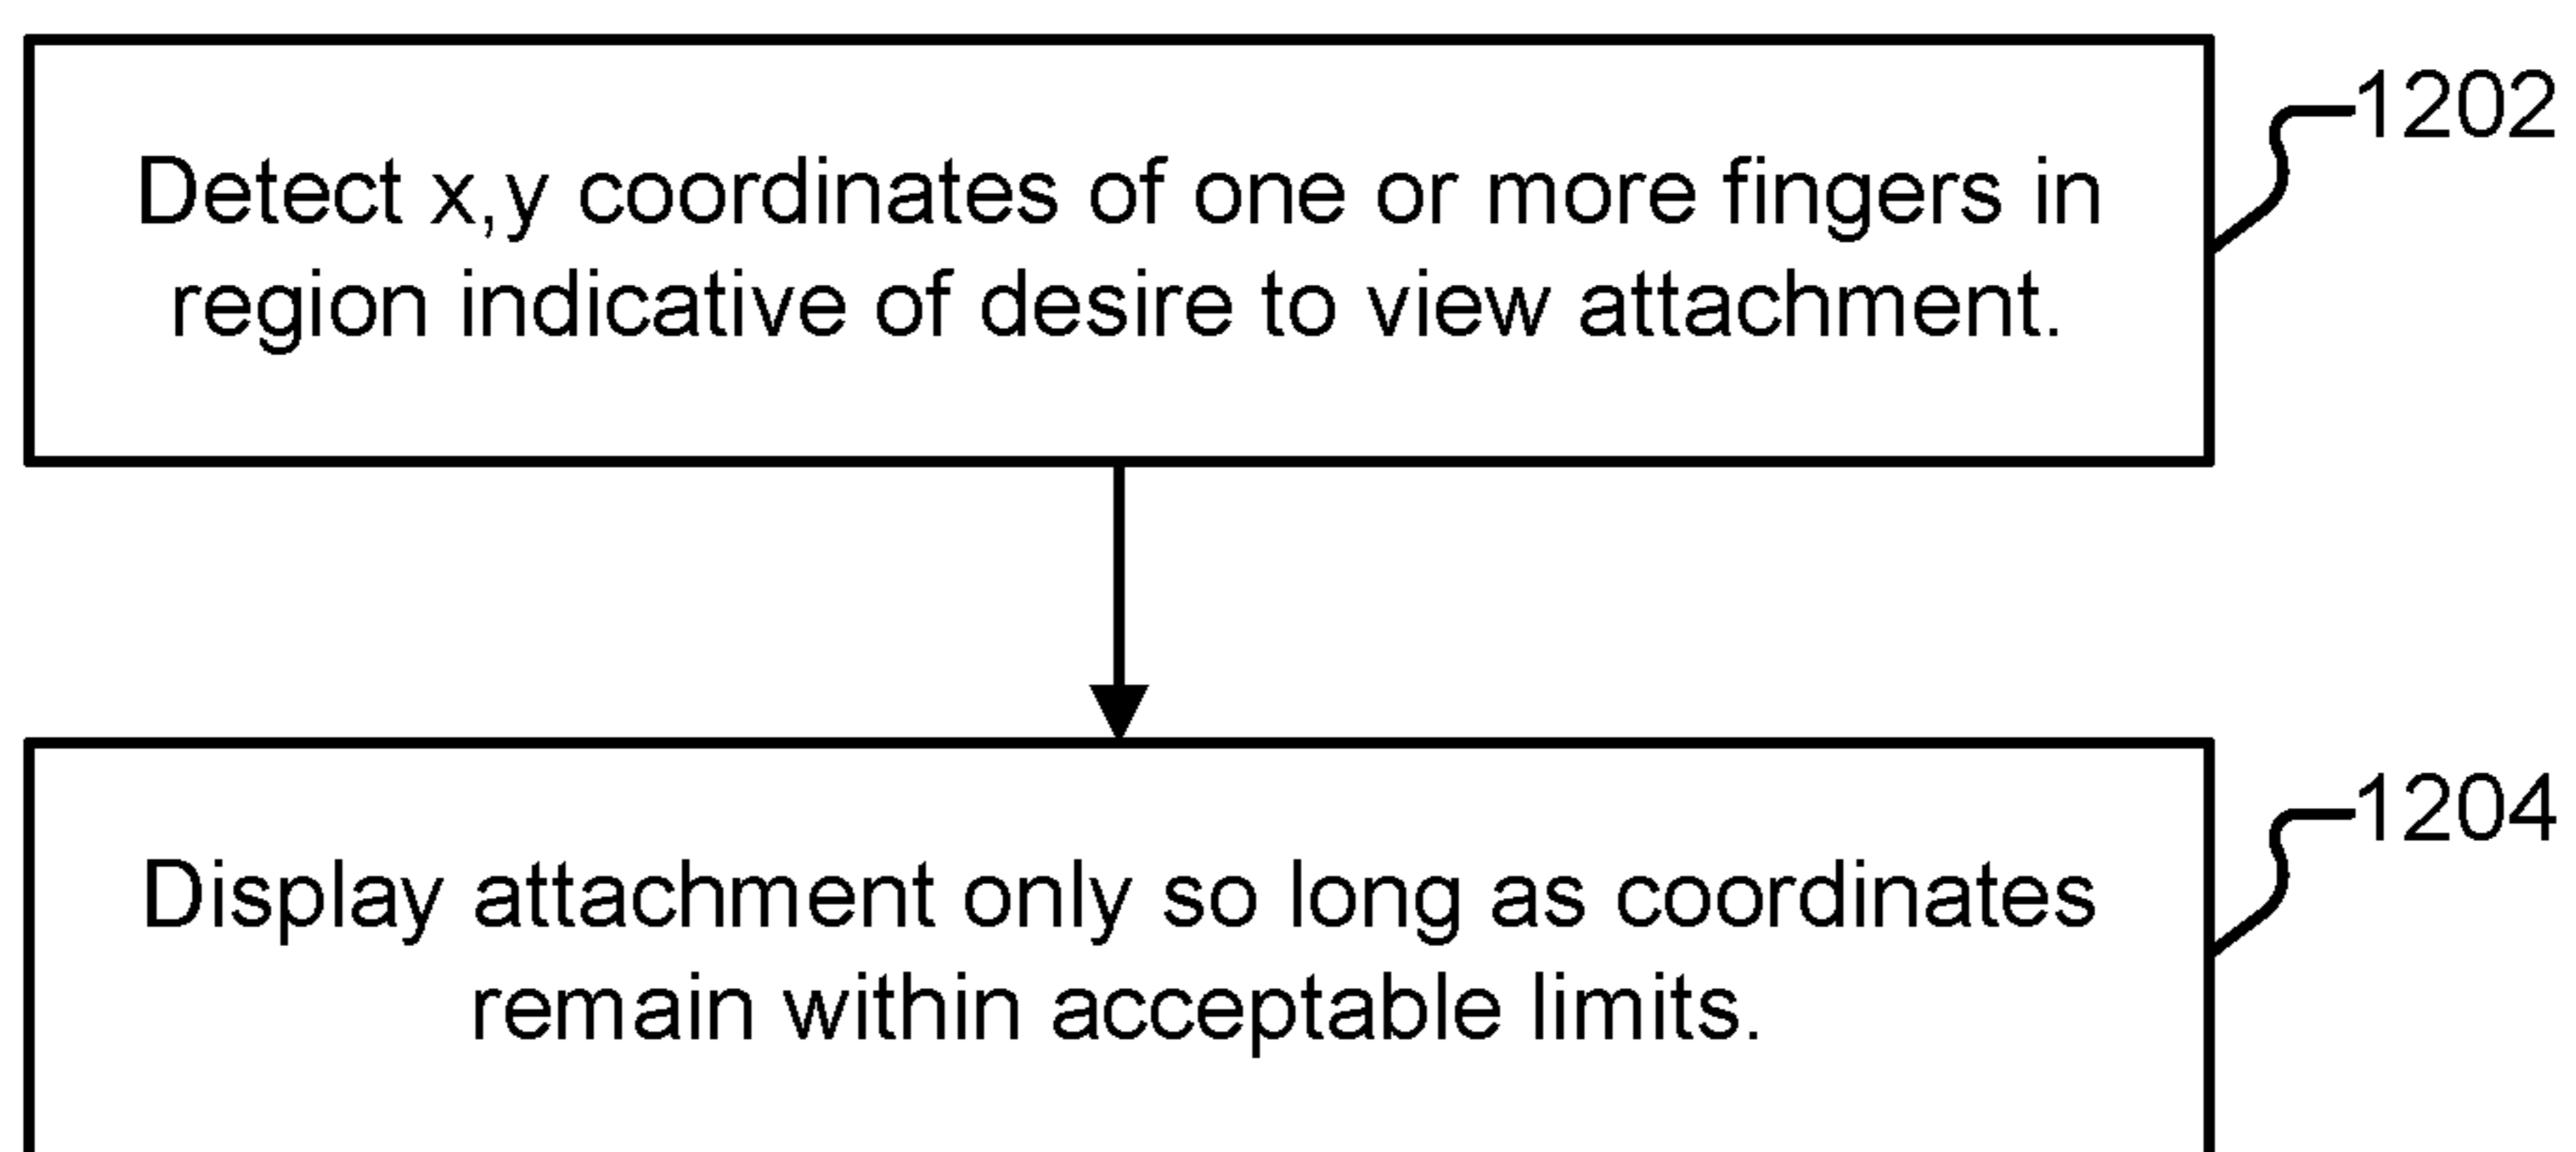 Detect x,y coordinates of one or more fingers in
region indicative of desire to view attachment.
1202
Display attachment only so long as coordinates
remain within acceptable limits.
1204